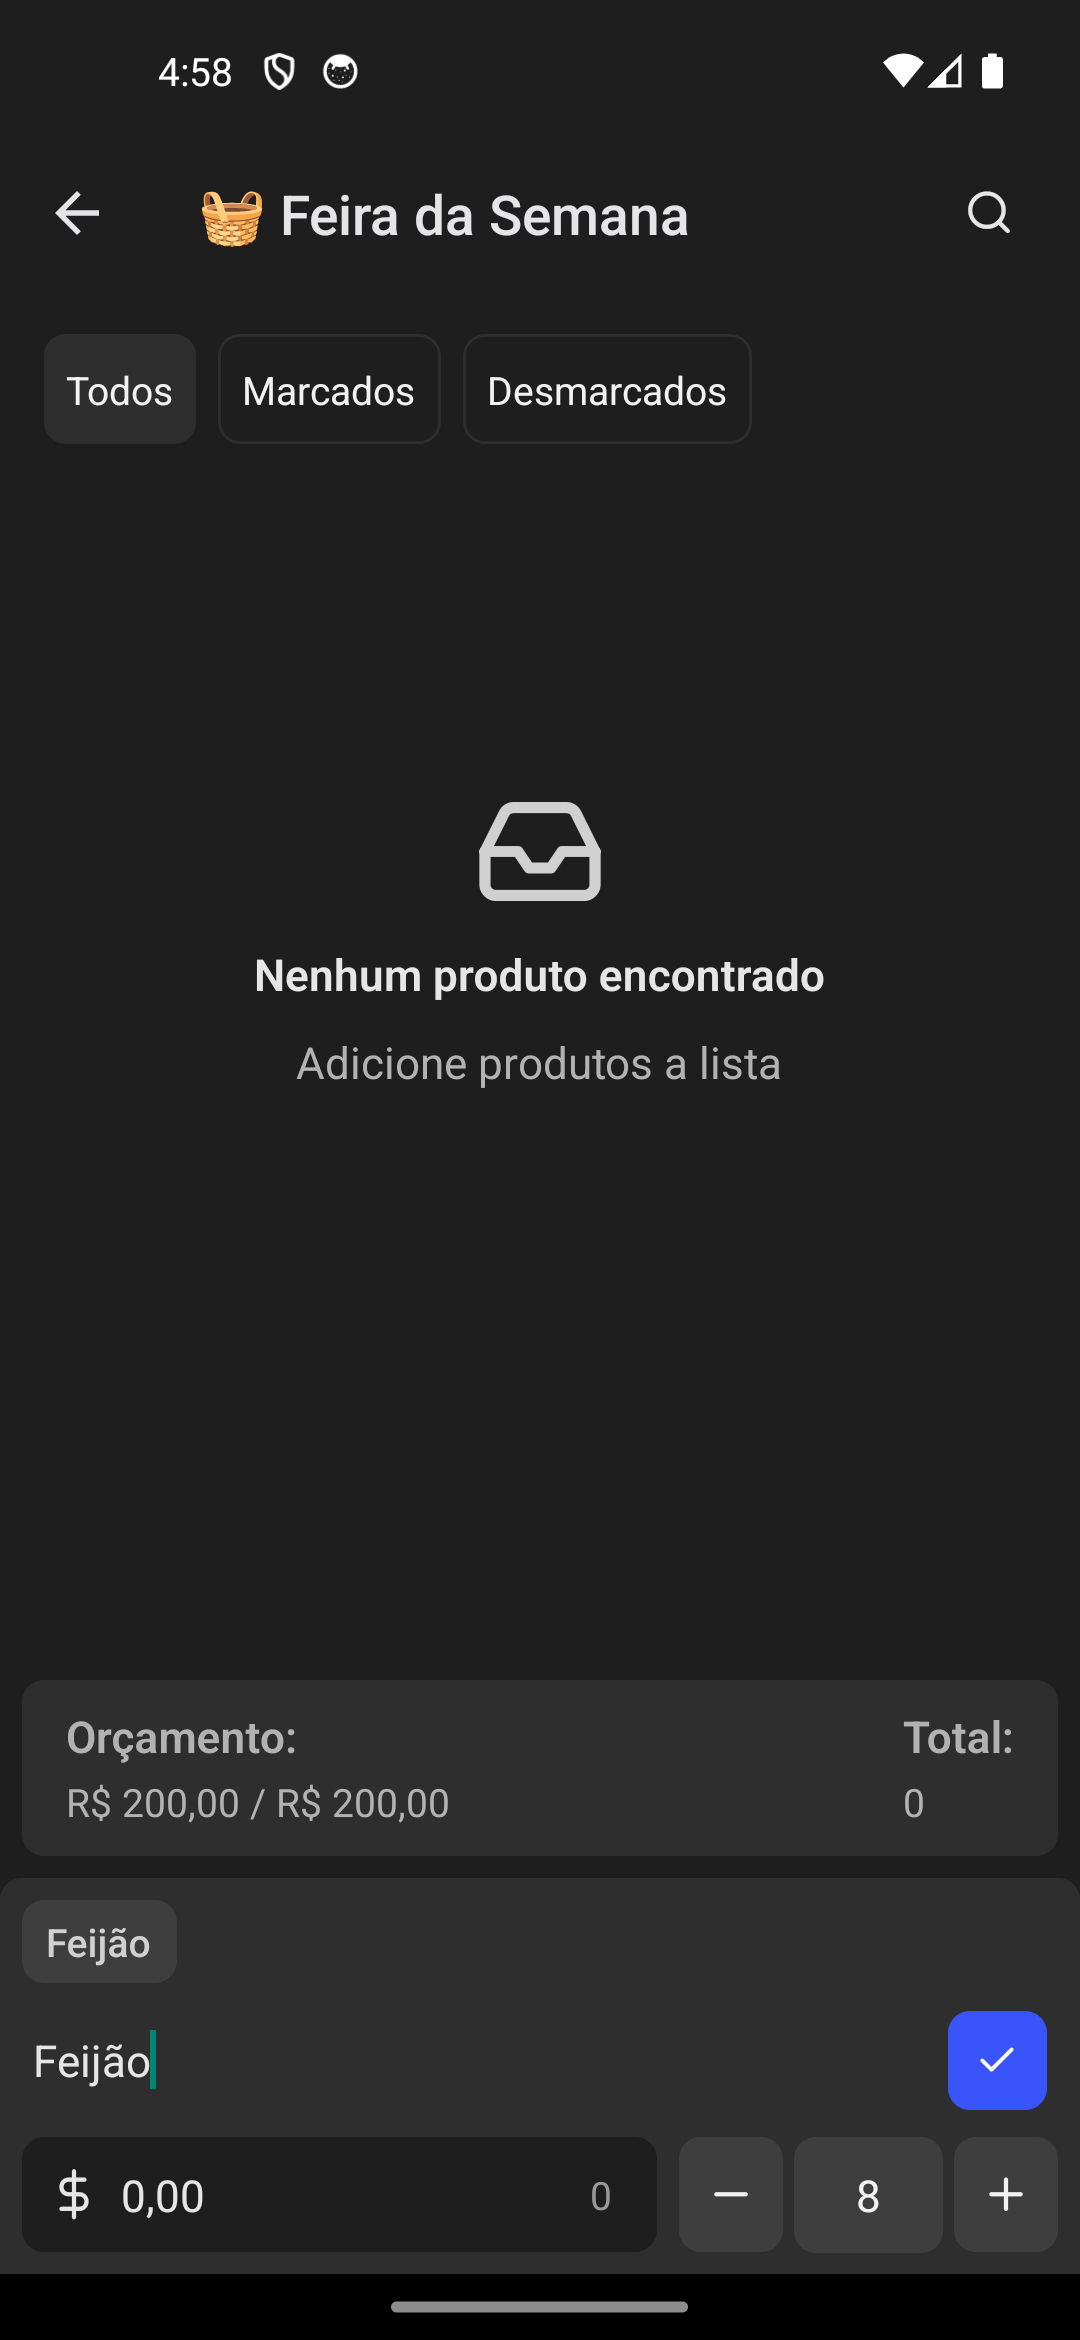 4:58
Feira da Semana
Todos Marcados Desmarcados
Nenhum produto encontrado
Adicione produtos a lista
Orçamento: Total:
R$ 200,00 / R$ 200,00 0
Feijão
Feijão
$ 0,00 0 − 8 +